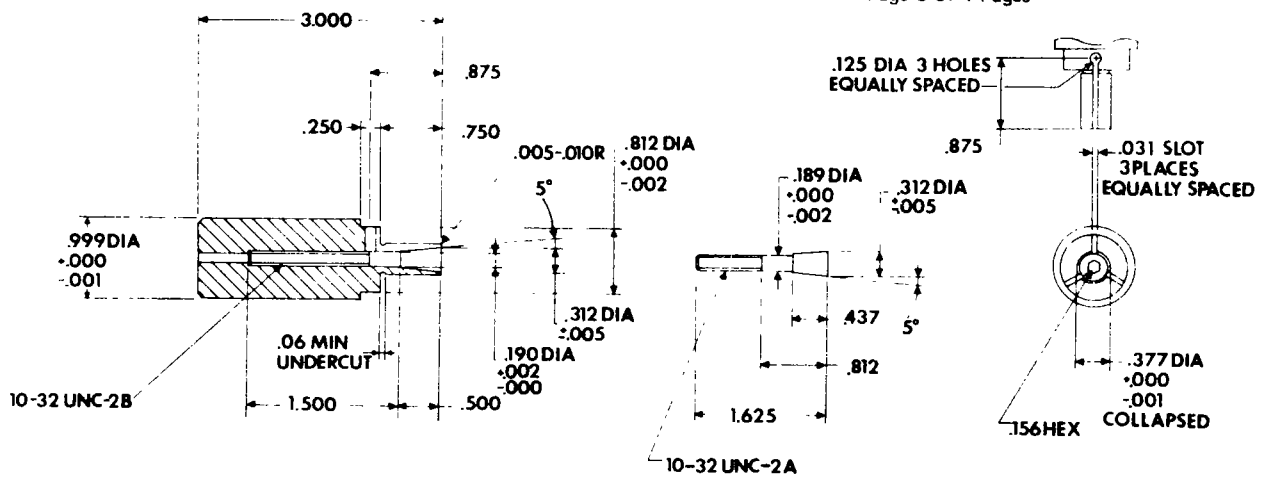 3.000
.875
.250
.750
.005-.010R
.812 DIA
+.000
-.002
5°
.999 DIA
+.000
-.001
.312 DIA
±.005
.06 MIN
UNDERCUT
.190 DIA
+.002
-.000
10-32 UNC-2B
1.500
.500
.189 DIA
+.000
-.002
.312 DIA
±.005
.437
5°
.812
1.625
10-32 UNC-2A
.125 DIA 3 HOLES
EQUALLY SPACED
.875
.031 SLOT
3 PLACES
EQUALLY SPACED
.377 DIA
+.000
-.001
COLLAPSED
.156 HEX